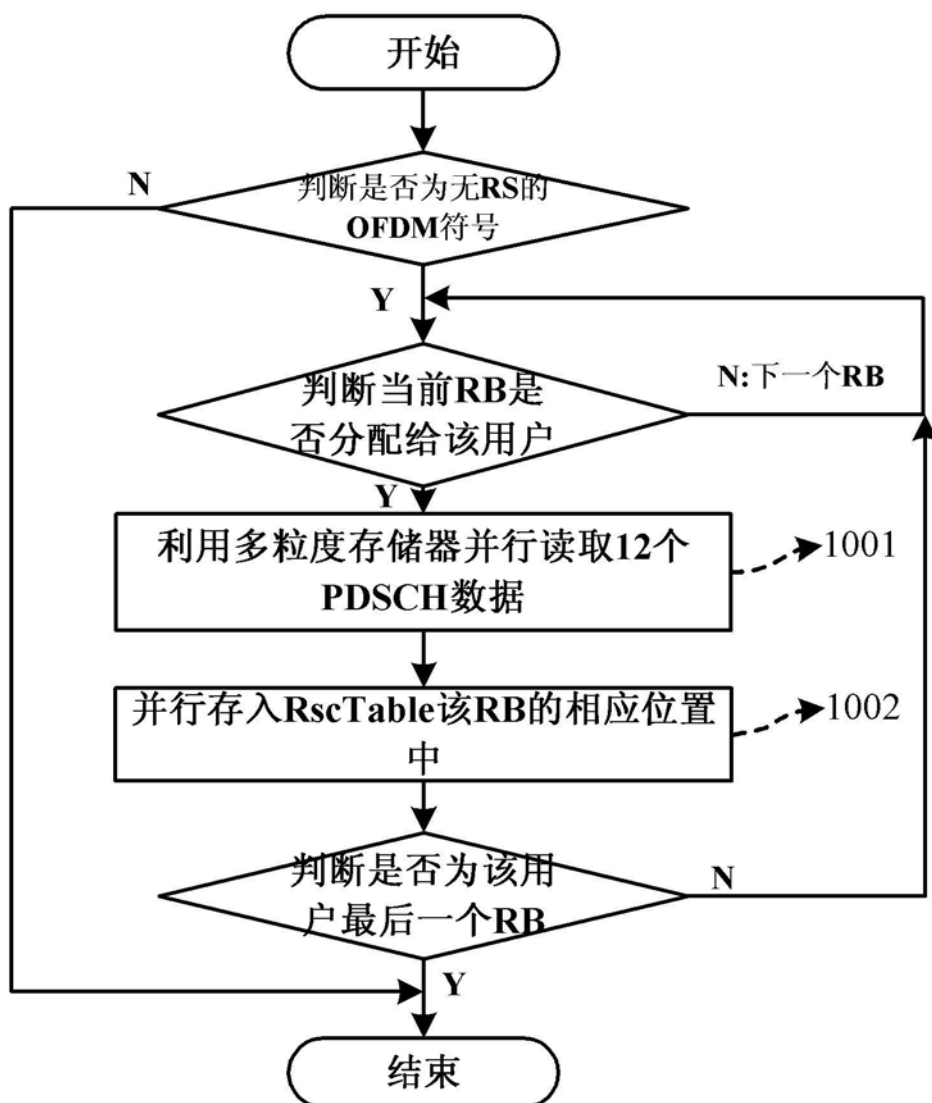 开始
N
判断是否为无RS的
OFDM符号
Y
判断当前RB是
否分配给该用户
N:下一个RB
Y
利用多粒度存储器并行读取12个
PDSCH数据
1001
并行存入RscTable该RB的相应位置
中
1002
判断是否为该用
户最后一个RB
N
Y
结束